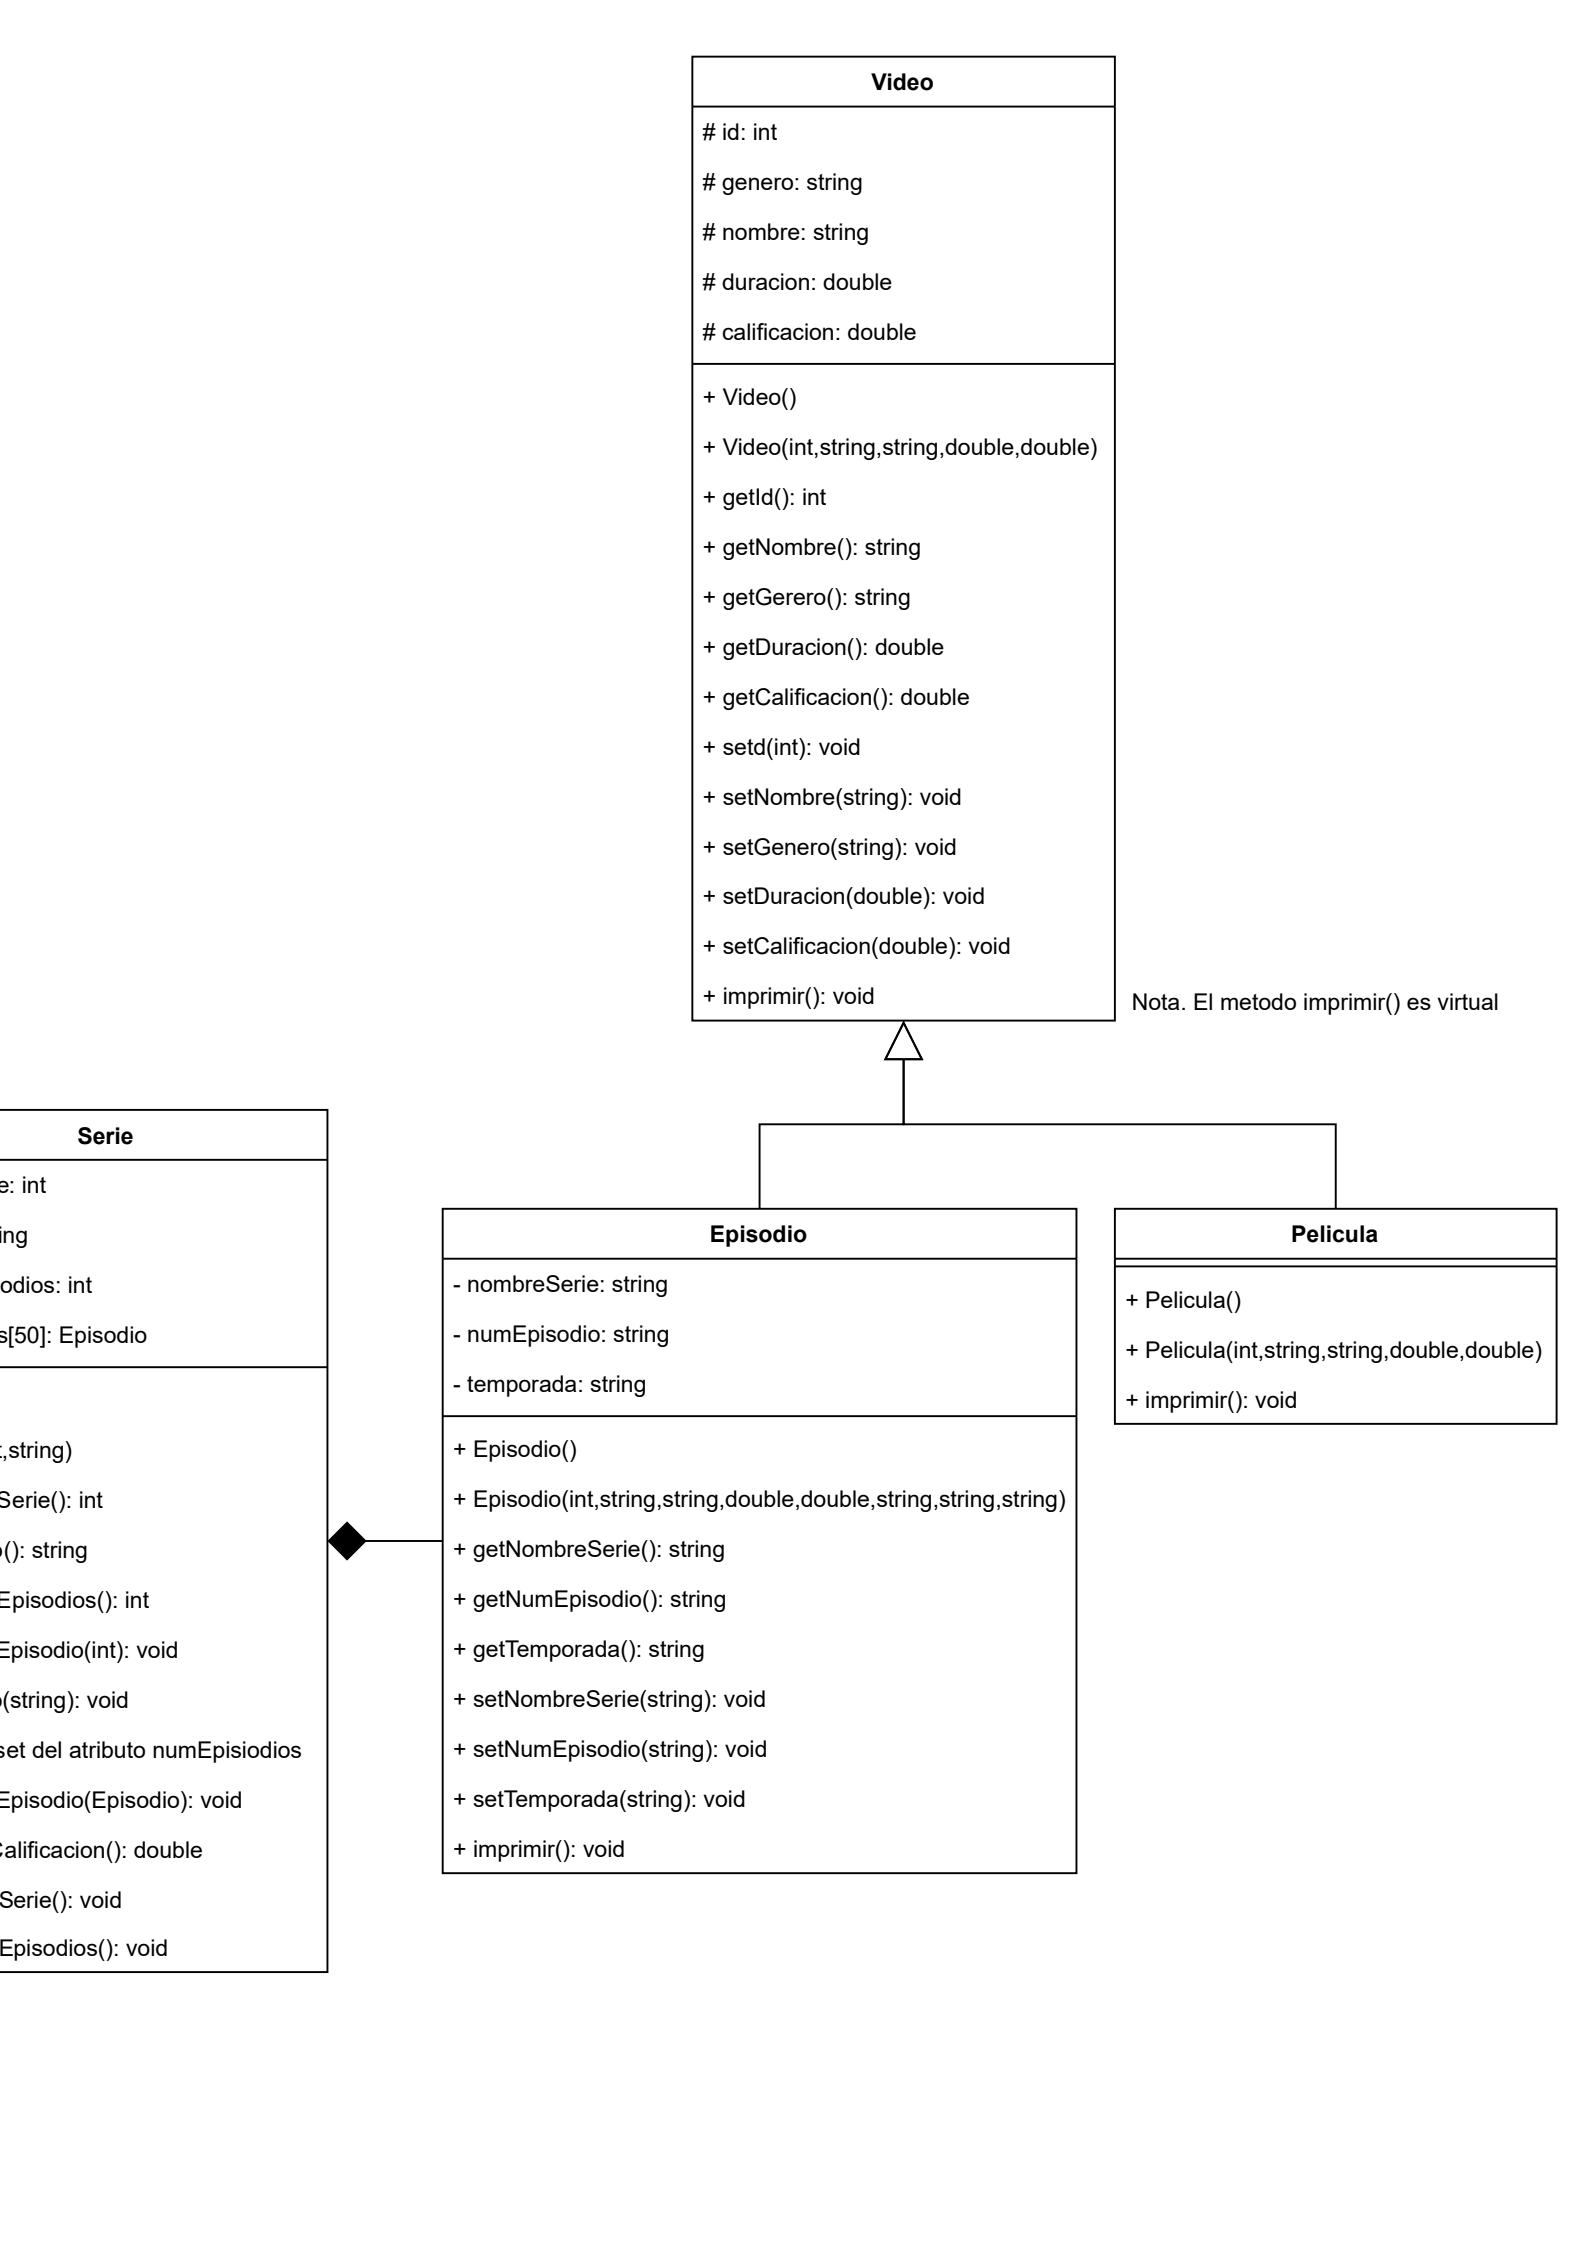 Video
# id: int
# genero: string
# nombre: string
# duracion: double
# calificacion: double
+ Video()
+ Video(int,string,string,double,double)
+ getId(): int
+ getNombre(): string
+ getGerero(): string
+ getDuracion(): double
+ getCalificacion(): double
+ setd(int): void
+ setNombre(string): void
+ setGenero(string): void
+ setDuracion(double): void
+ setCalificacion(double): void
+ imprimir(): void
Nota. El metodo imprimir() es virtual
Serie
e: int
ing
odios: int
s[50]: Episodio
,string)
Serie(): int
(): string
Episodios(): int
Episodio(int): void
(string): void
set del atributo numEpisiodios
Episodio(Episodio): void
Calificacion(): double
Serie(): void
Episodios(): void
Episodio
- nombreSerie: string
- numEpisodio: string
- temporada: string
+ Episodio()
+ Episodio(int,string,string,double,double,string,string,string)
+ getNombreSerie(): string
+ getNumEpisodio(): string
+ getTemporada(): string
+ setNombreSerie(string): void
+ setNumEpisodio(string): void
+ setTemporada(string): void
+ imprimir(): void
Pelicula
+ Pelicula()
+ Pelicula(int,string,string,double,double)
+ imprimir(): void